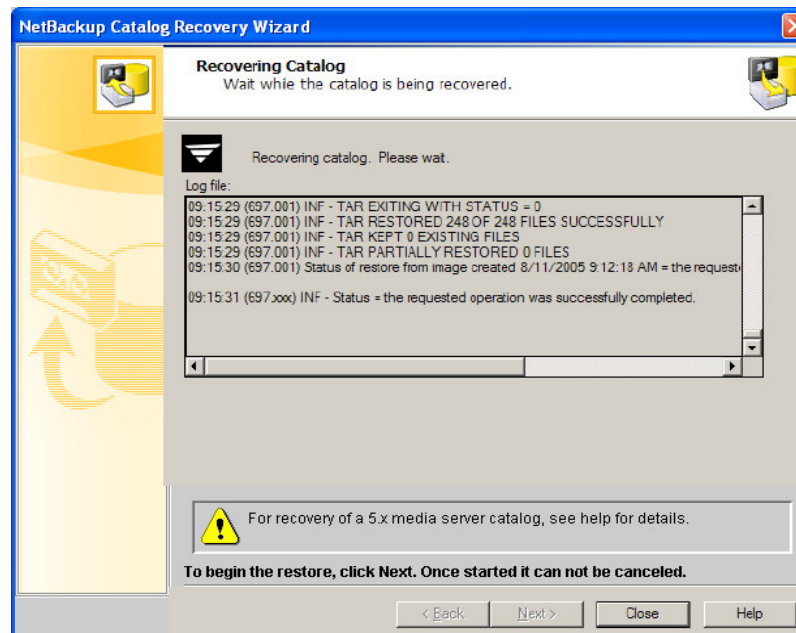 NetBackup Catalog Recovery Wizard
Recovering Catalog
Wait while the catalog is being recovered.
Recovering catalog. Please wait.
Log file:
09:15:29 (697.001) INF - TAR EXITING WITH STATUS = 0
09:15:29 (697.001) INF - TAR RESTORED 248 OF 248 FILES SUCCESSFULLY
09:15:29 (697.001) INF - TAR KEPT 0 EXISTING FILES
09:15:29 (697.001) INF - TAR PARTIALLY RESTORED 0 FILES
09:15:30 (697.001) Status of restore from image created 8/11/2005 9:12:18 AM = the requeste
09:15:31 (697.xxx) INF - Status = the requested operation was successfully completed.
For recovery of a 5.x media server catalog, see help for details.
To begin the restore, click Next. Once started it can not be canceled.
< Back Next > Close Help